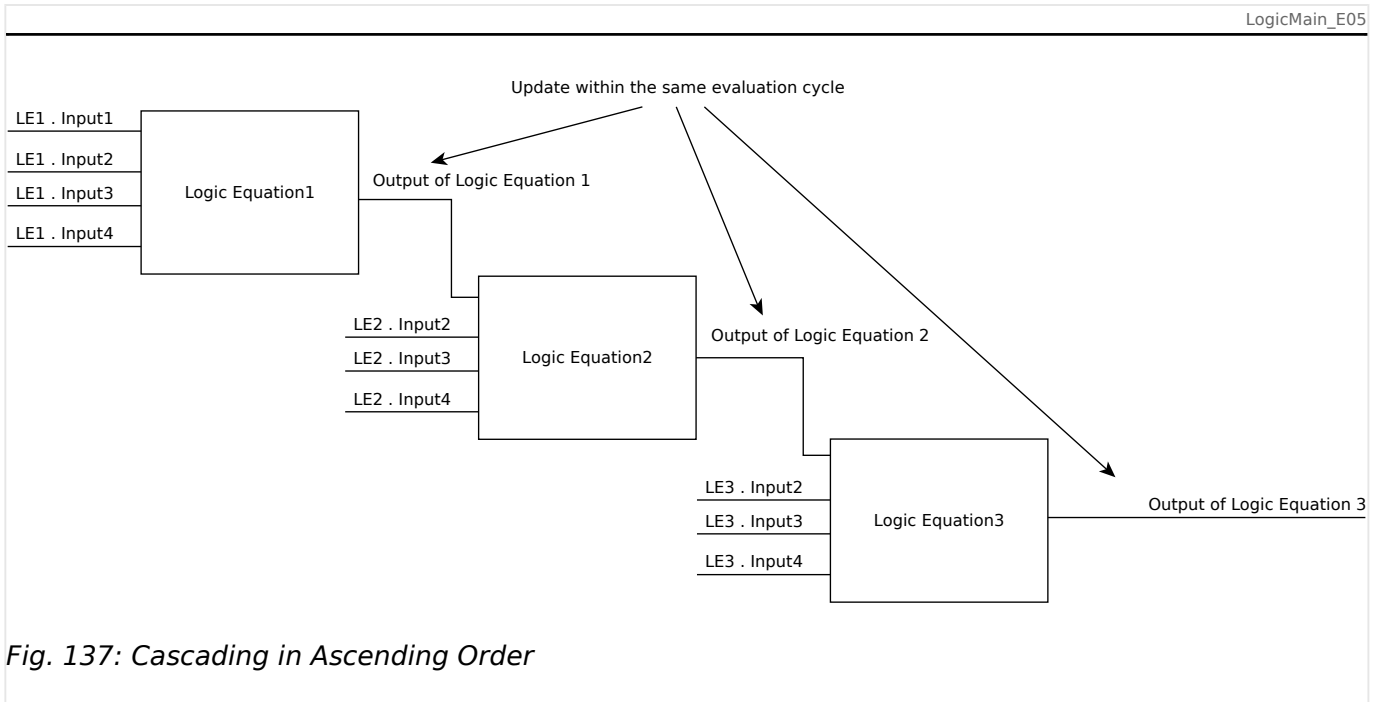 LogicMain_E05
Update within the same evaluation cycle
LE1 . Input1
LE1 . Input2
LE1 . Input3
LE1 . Input4
Logic Equation1
Output of Logic Equation 1
LE2 . Input2
LE2 . Input3
LE2 . Input4
Logic Equation2
Output of Logic Equation 2
LE3 . Input2
LE3 . Input3
LE3 . Input4
Logic Equation3
Output of Logic Equation 3
Fig. 137: Cascading in Ascending Order